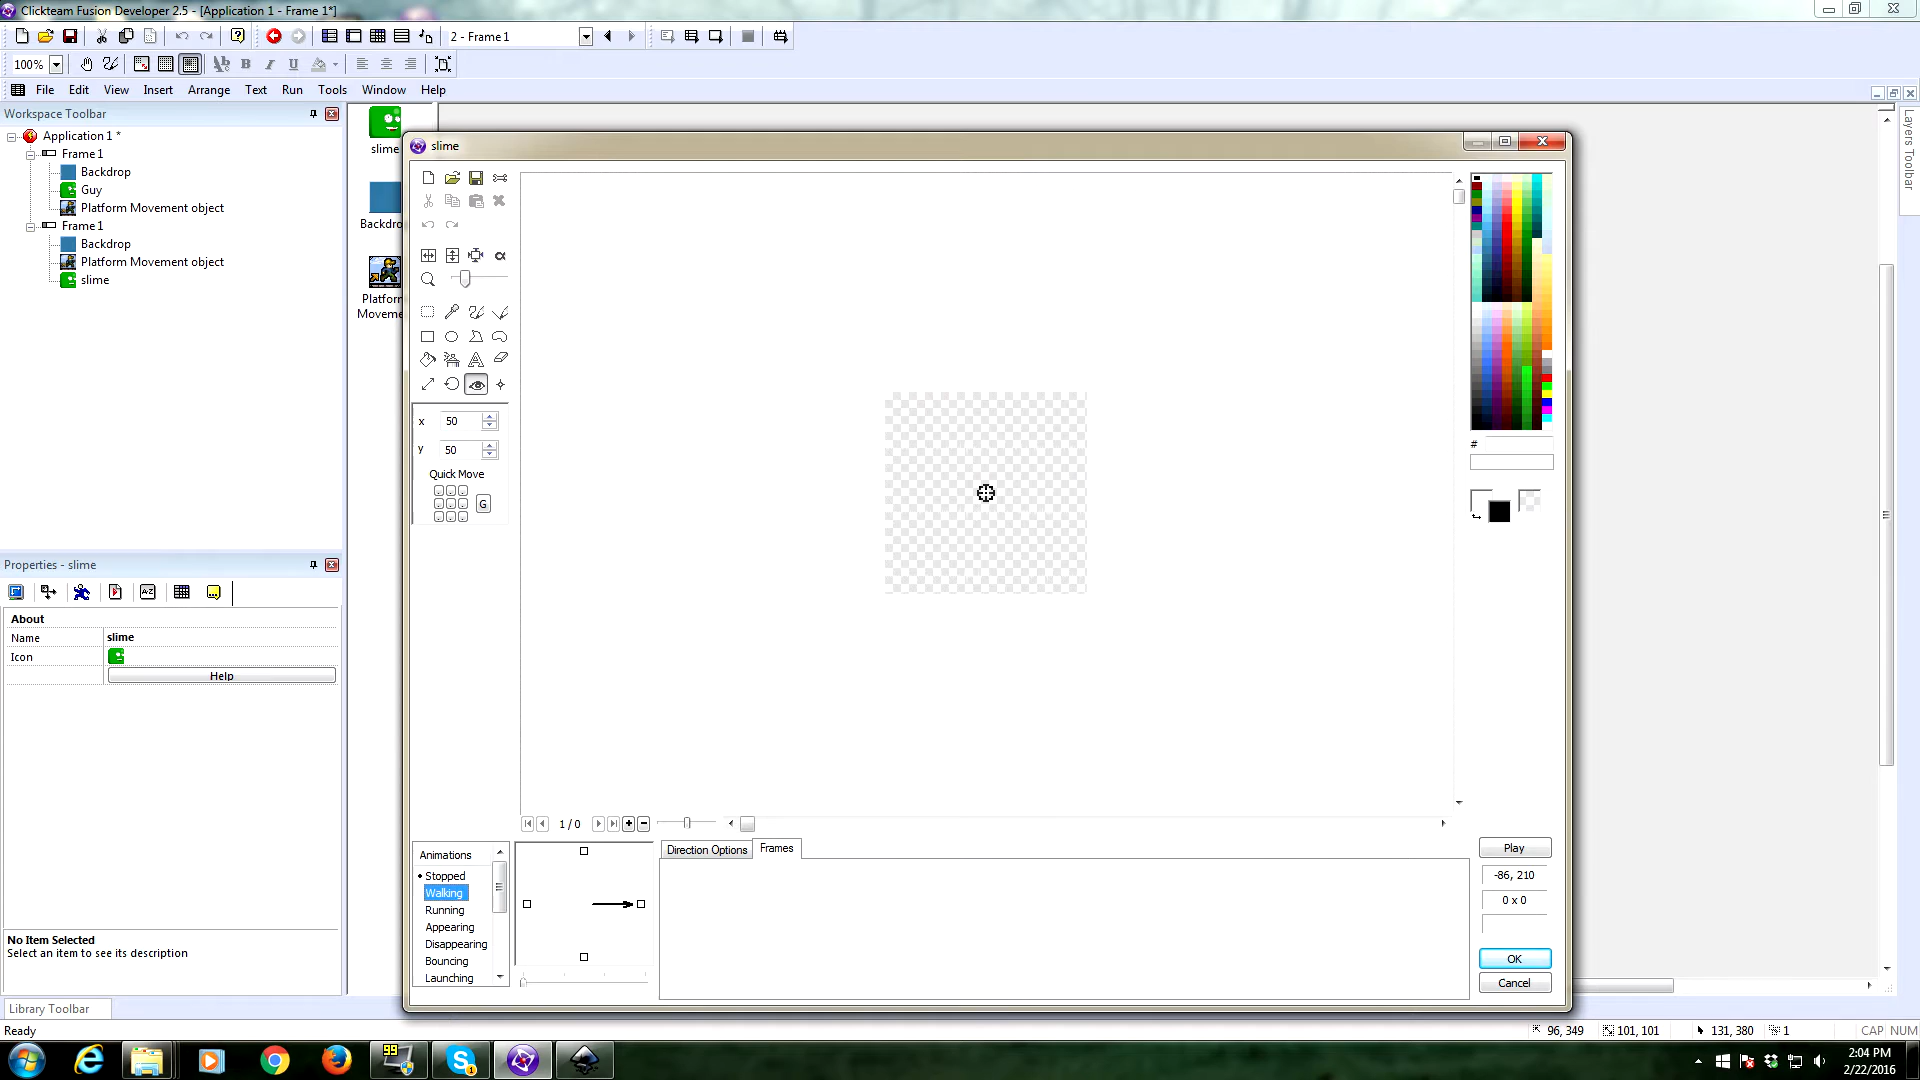 Clickteam Fusion Developer 2.5 - [Application 1 - Frame 1*]
2 - Frame 1
100%
File Edit View Insert Arrange Text Run Tools Window Help
Workspace Toolbar
Application 1 *
Frame 1
Backdrop
Guy
Platform Movement object
Frame 1
Backdrop
Platform Movement object
slime
slime
Backdro
Platform
Moveme
Layers Toolbar
slime
x 50
y 50
Quick Move
G
#
1 / 0
Animations
Stopped
Walking
Running
Appearing
Disappearing
Bouncing
Launching
Direction Options Frames
Play
-86, 210
0 x 0
OK
Cancel
Properties - slime
About
Name slime
Icon
Help
No Item Selected
Select an item to see its description
Library Toolbar
Ready
96, 349 101, 101 131, 380 1 CAP NUM
99
2:04 PM
2/22/2016